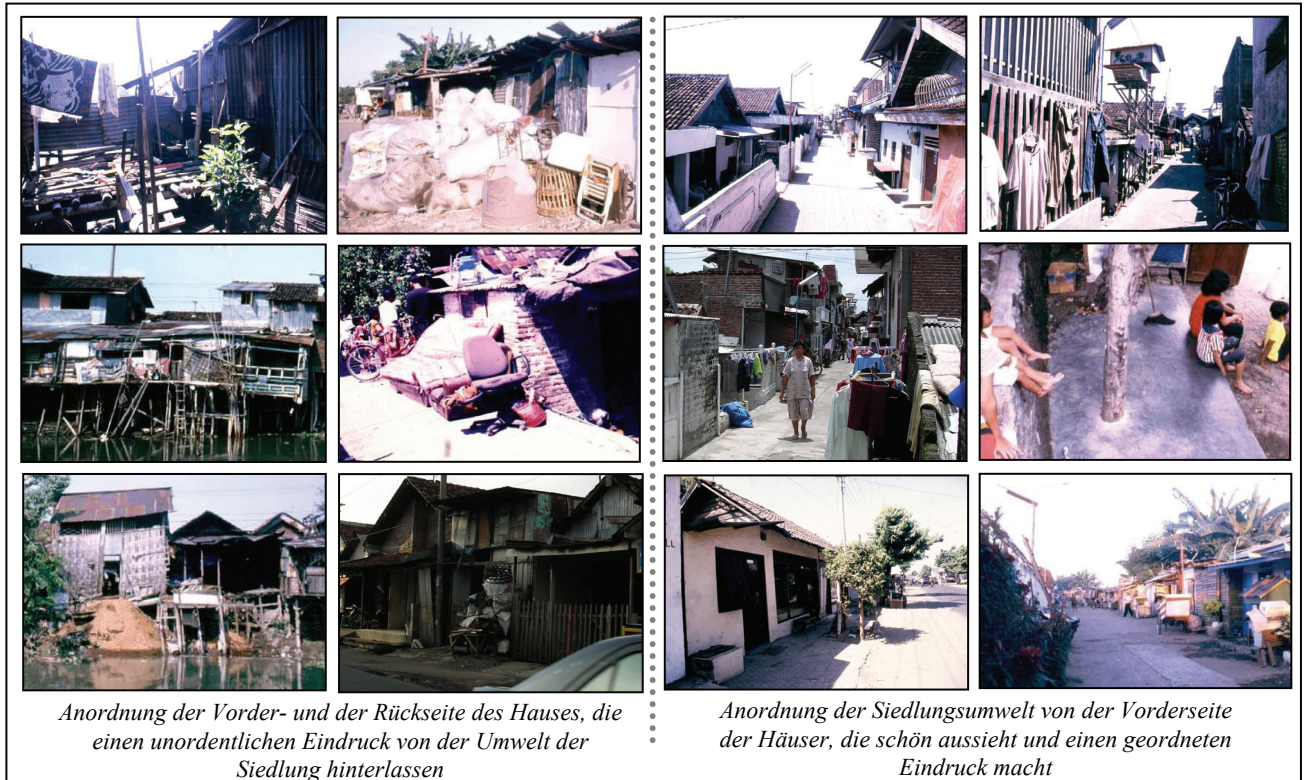 Anordnung der Vorder- und der Rückseite des Hauses, die
einen unordentlichen Eindruck von der Umwelt der
Siedlung hinterlassen
Anordnung der Siedlungsumwelt von der Vorderseite
der Häuser, die schön aussieht und einen geordneten
Eindruck macht